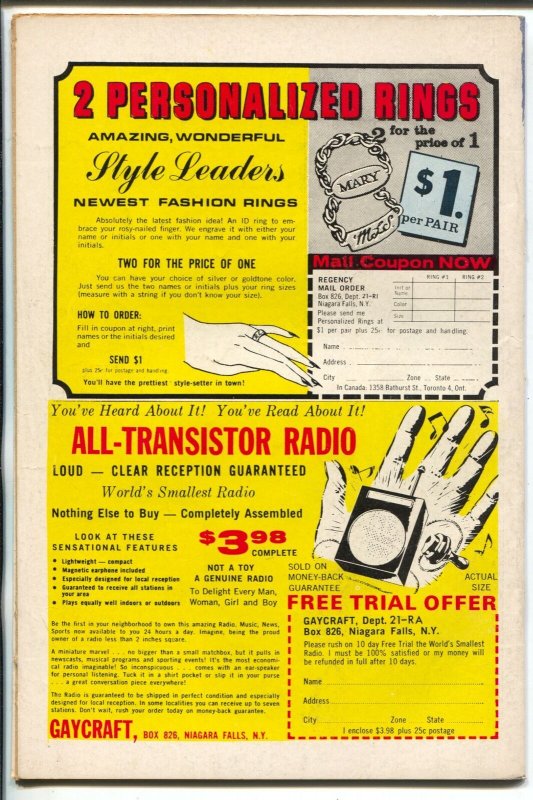 2 PERSONALIZED RINGS
AMAZING, WONDERFUL
Style Leaders
NEWEST FASHION RINGS
Absolutely the latest fashion idea! An ID ring to em-
brace your rosy-nailed finger. We engrave it with either your
name or initials or one with your name and one with your
initials.
TWO FOR THE PRICE OF ONE
You can have your choice of silver or goldtone color.
Just send us the two names or initials plus your ring sizes
(measure with a string if you don't know your size).
HOW TO ORDER:
Fill in coupon at right, print
names or the initials desired
and
SEND $1
plus 25¢ for postage and handling.
You'll have the prettiest style-setter in town!
2 for the
price of 1
MARY
$1.
per PAIR
Mail Coupon NOW
REGENCY
MAIL ORDER
Box 826, Dept. 21-RI
Niagara Falls, N.Y.
Please send me
Personalized Rings at
RING #1 RING #2
Init or
Name
Color
Size
$1 per pair plus 25¢ for postage and handling.
Name
Address
City Zone State
In Canada: 1358 Bathurst St., Toronto 4, Ont.
You've Heard About It! You've Read About It!
ALL-TRANSISTOR RADIO
LOUD — CLEAR RECEPTION GUARANTEED
World's Smallest Radio
Nothing Else to Buy — Completely Assembled
LOOK AT THESE
SENSATIONAL FEATURES
• Lightweight — compact
• Magnetic earphone included
• Especially designed for local reception
• Guaranteed to receive all stations in
your area
• Plays equally well indoors or outdoors
$3.98
COMPLETE
NOT A TOY
A GENUINE RADIO
To Delight Every Man,
Woman, Girl and Boy
SOLD ON
MONEY-BACK
GUARANTEE
ACTUAL
SIZE
Be the first in your neighborhood to own this amazing Radio. Music, News,
Sports now available to you 24 hours a day. Imagine, being the proud
owner of a radio less than 2 inches square.
A miniature marvel . . . no bigger than a small matchbox, but it pulls in
newscasts, musical programs and sporting events! It's the most economi-
cal radio imaginable! So inconspicuous . . . comes with an ear-speaker
for personal listening. Tuck it in a shirt pocket or slip it in your purse
. . . a great conversation piece everywhere!
The Radio is guaranteed to be shipped in perfect condition and especially
designed for local reception. In some localities you can receive up to seven
stations. Don't wait, rush your order today on money-back guarantee.
GAYCRAFT, BOX 826, NIAGARA FALLS, N.Y.
FREE TRIAL OFFER
GAYCRAFT, Dept. 21-RA
Box 826, Niagara Falls, N.Y.
Please rush on 10 day Free Trial the World's Smallest
Radio. I must be 100% satisfied or my money will
be refunded in full after 10 days.
Name
Address
City Zone State
I enclose $3.98 plus 25¢ postage